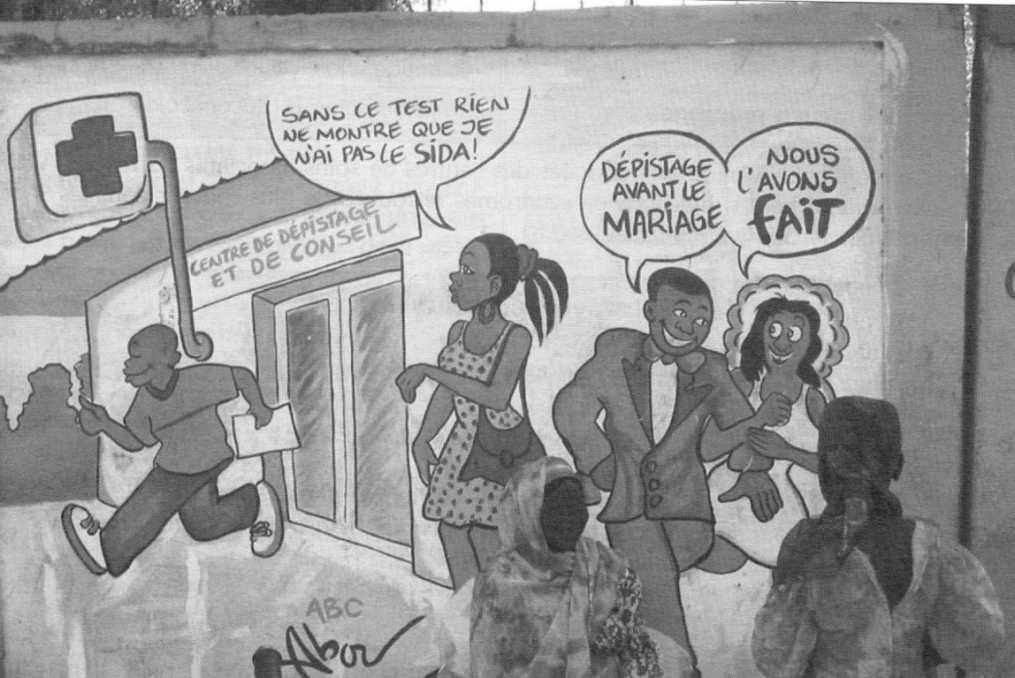 SANS CE TEST RIEN
NE MONTRE QUE JE
N'AI PAS LE SIDA!
DÉPISTAGE
AVANT LE
MARIAGE
NOUS
L'AVONS
FAIT
CENTRE DE DÉPISTAGE
ET DE CONSEIL
ABC